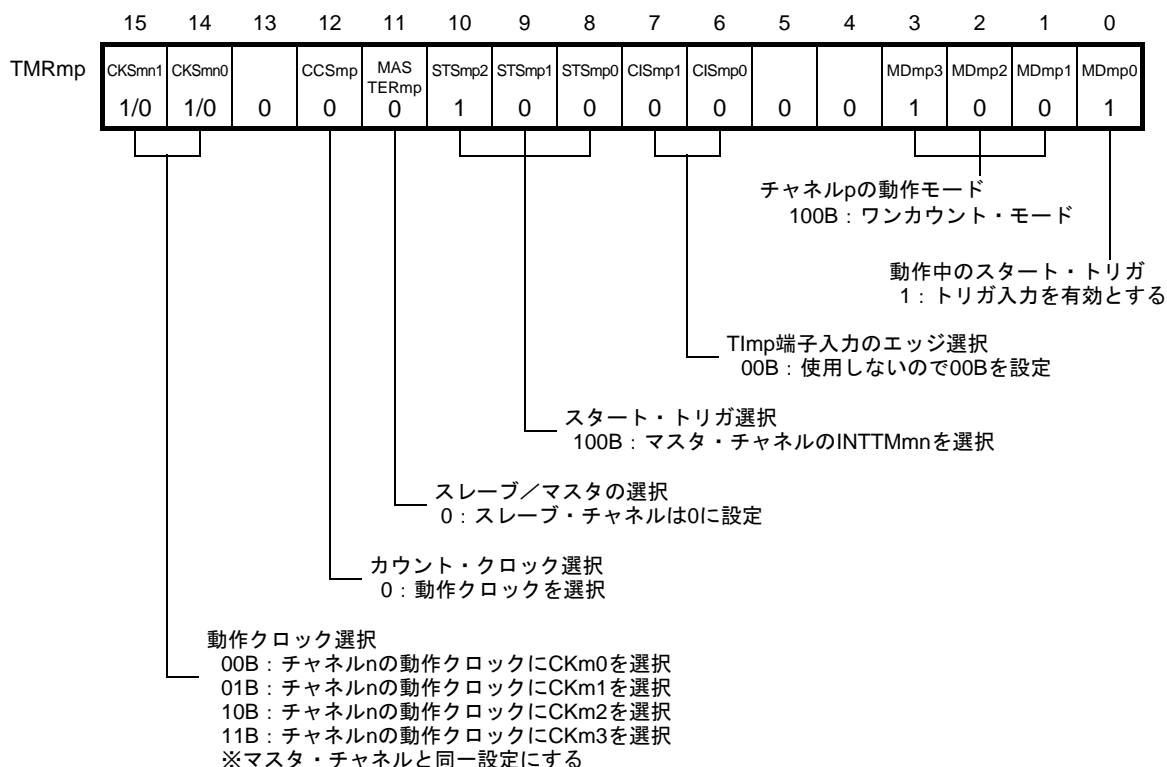 15 14 13 12 11 10 9 8 7 6 5 4 3 2 1 0
TMRmp
CKSmn1 CKSmn0 CCSmp MAS TERmp STSmp2 STSmp1 STSmp0 CISmp1 CISmp0 MDmp3 MDmp2 MDmp1 MDmp0
1/0 1/0 0 0 0 1 0 0 0 0 0 0 1 0 0 1
チャネルpの動作モード
100B：ワンカウント・モード
動作中のスタート・トリガ
1：トリガ入力を有効とする
TImp端子入力のエッジ選択
00B：使用しないので00Bを設定
スタート・トリガ選択
100B：マスタ・チャネルのINTTMmnを選択
スレーブ／マスタの選択
0：スレーブ・チャネルは0に設定
カウント・クロック選択
0：動作クロックを選択
動作クロック選択
00B：チャネルnの動作クロックにCKm0を選択
01B：チャネルnの動作クロックにCKm1を選択
10B：チャネルnの動作クロックにCKm2を選択
11B：チャネルnの動作クロックにCKm3を選択
※マスタ・チャネルと同一設定にする